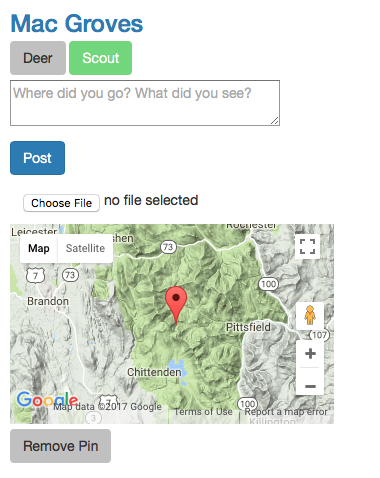 Mac Groves
Deer Scout
Where did you go? What did you see?
Post
Choose File no file selected
Leicester shen Rochester
Map Satellite
73
7 73
100
Brandon
Pittsfield
107
Chittenden
100
Google
3
Map data ©2017 Google Terms of Use Report a map error
Killington
Remove Pin